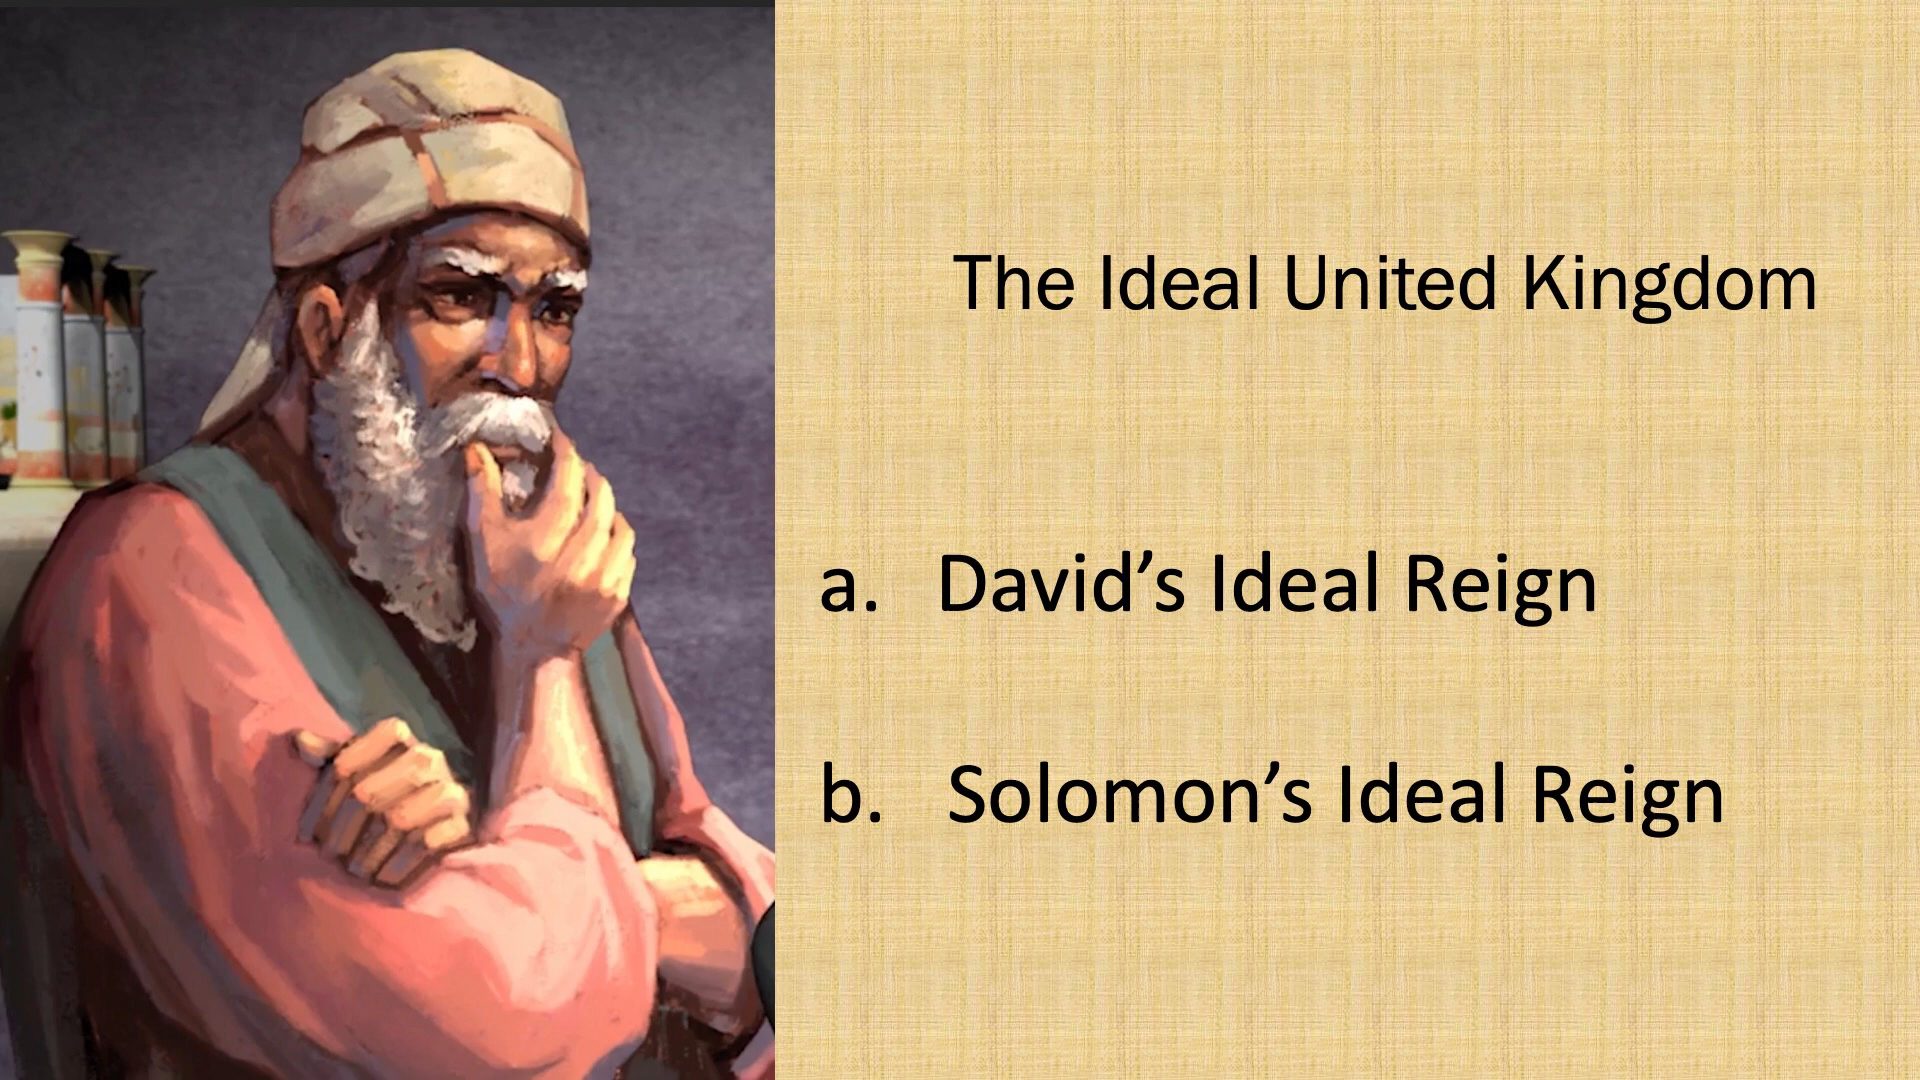 The Ideal United Kingdom
a. David’s Ideal Reign
b. Solomon’s Ideal Reign